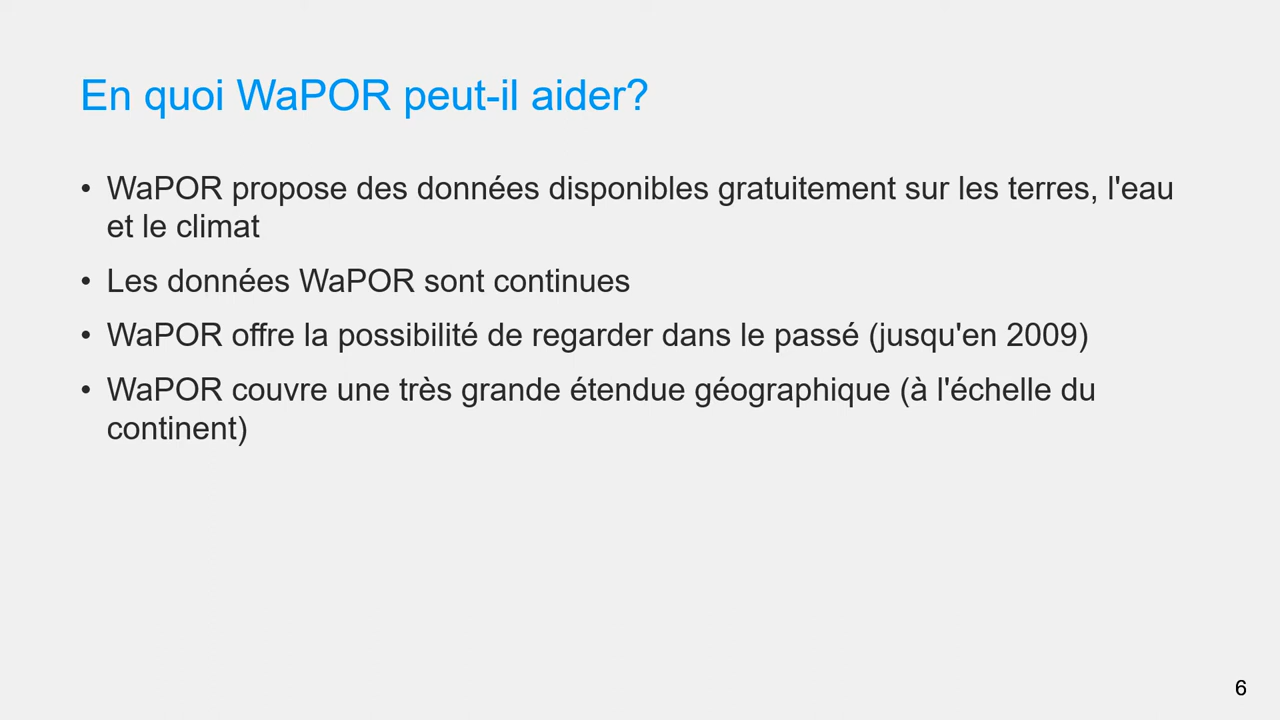 En quoi WaPOR peut-il aider?
• WaPOR propose des données disponibles gratuitement sur les terres, l'eau
et le climat
• Les données WaPOR sont continues
• WaPOR offre la possibilité de regarder dans le passé (jusqu'en 2009)
• WaPOR couvre une très grande étendue géographique (à l'échelle du
continent)
6